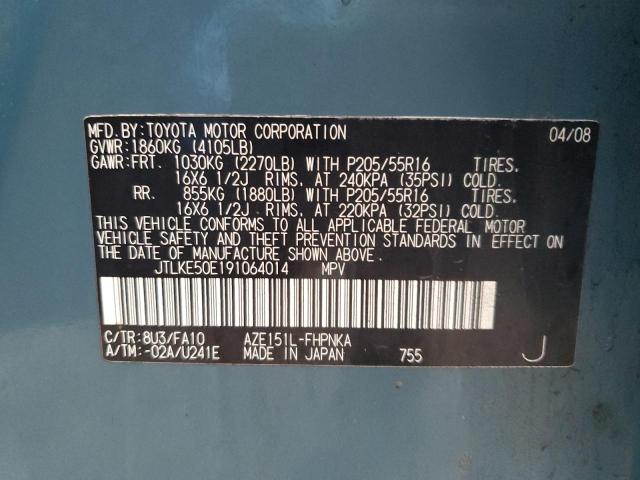 MFD.BY:TOYOTA MOTOR CORPORATION 04/08
GVWR:1860KG (4105LB)
GAWR:FRT. 1030KG (2270LB) WITH P205/55R16 TIRES.
16X6 1/2J RIMS, AT 240KPA (35PSI) COLD.
RR. 855KG (1880LB) WITH P205/55R16 TIRES.
16X6 1/2J RIMS, AT 220KPA (32PSI) COLD.
THIS VEHICLE CONFORMS TO ALL APPLICABLE FEDERAL MOTOR
VEHICLE SAFETY AND THEFT PREVENTION STANDARDS IN EFFECT ON
THE DATE OF MANUFACTURE SHOWN ABOVE.
JTLKE50E191064014 MPV
C/TR:8U3/FA10 AZE151L-FHPNKA
A/TM:-02A/U241E MADE IN JAPAN 755 J